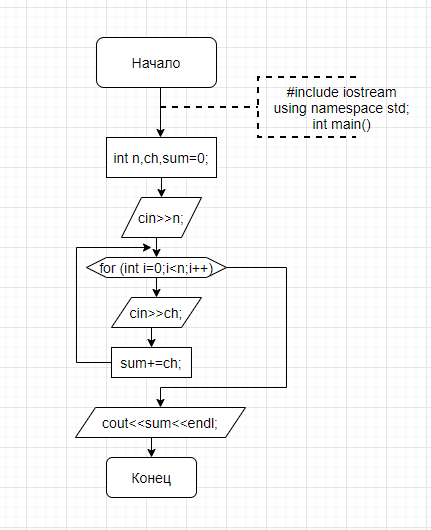 Начало
#include iostream
using namespace std;
int main()
int n,ch,sum=0;
cin>>n;
for (int i=0;i<n;i++)
cin>>ch;
sum+=ch;
cout<<sum<<endl;
Конец